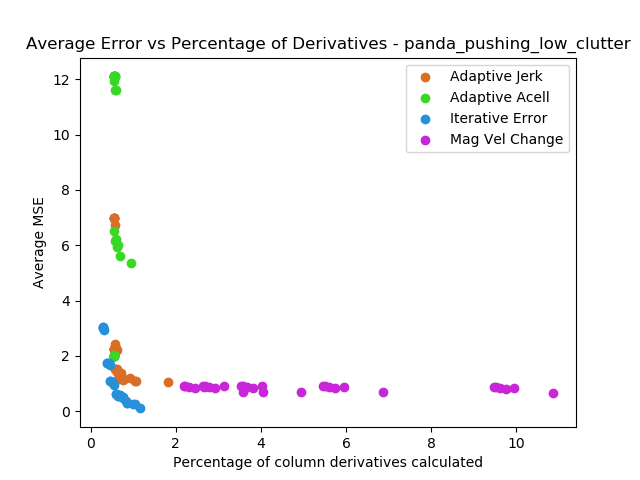 Average Error vs Percentage of Derivatives - panda_pushing_low_clutter
Adaptive Jerk
Adaptive Acell
Iterative Error
Mag Vel Change
12
10
8
6
4
2
0
Average MSE
0 2 4 6 8 10
Percentage of column derivatives calculated